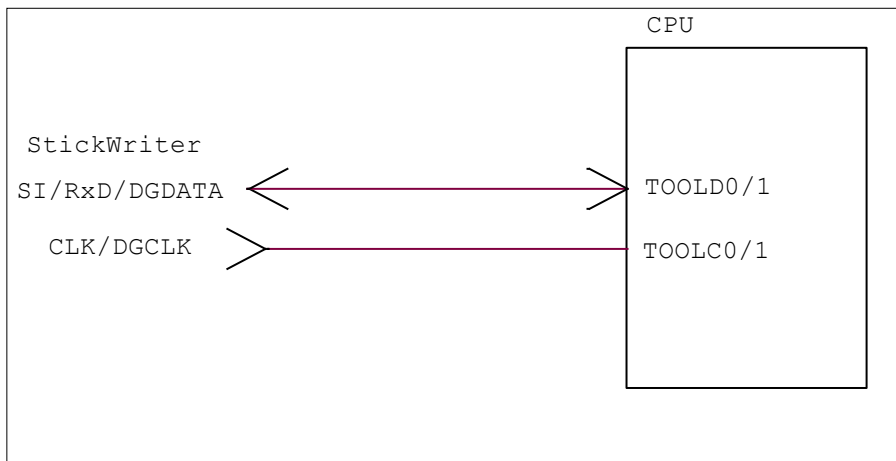 CPU
StickWriter
SI/RxD/DGDATA
TOOLD0/1
CLK/DGCLK
TOOLC0/1